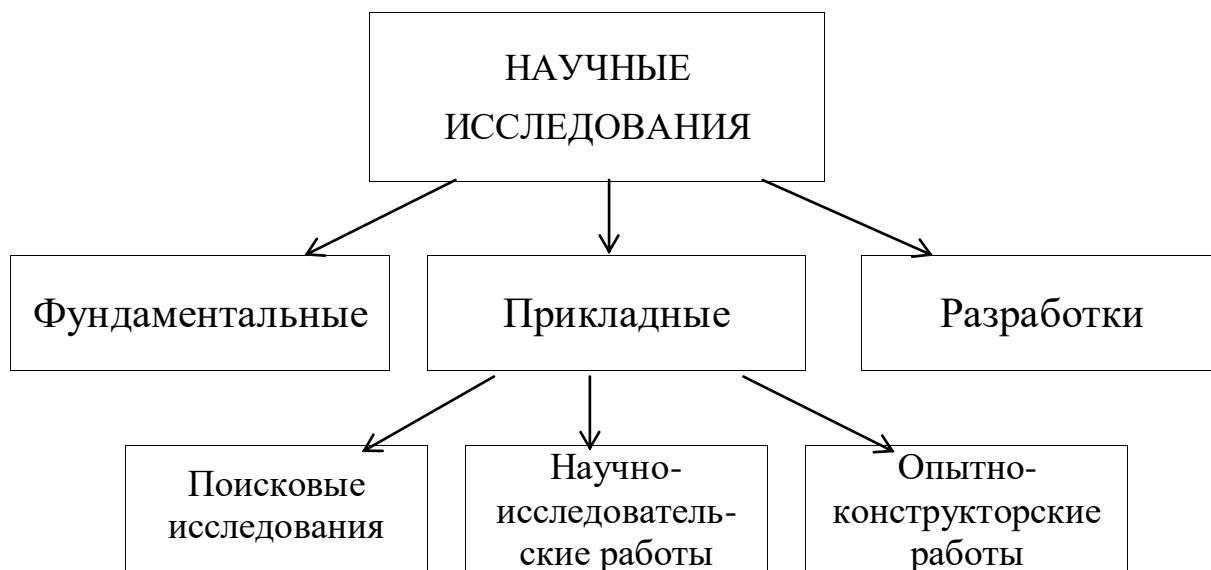 НАУЧНЫЕ
ИССЛЕДОВАНИЯ
Фундаментальные
Прикладные
Разработки
Поисковые
исследования
Научно-
исследователь-
ские работы
Опытно-
конструкторские
работы